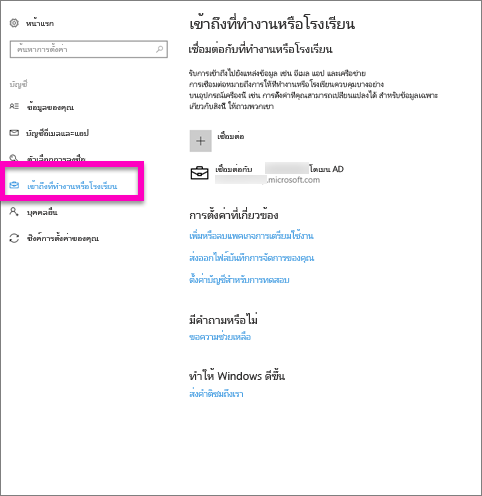 หน้าแรก
ค้นหาการตั้งค่า
บัญชี
ข้อมูลของคุณ
บัญชีอีเมลและแอป
ตัวเลือกการลงชื่อ
เข้าถึงที่ทำงานหรือโรงเรียน
บุคคลอื่น
ซิงค์การตั้งค่าของคุณ
เข้าถึงที่ทำงานหรือโรงเรียน
เชื่อมต่อกับที่ทำงานหรือโรงเรียน
รับการเข้าถึงไปยังแหล่งข้อมูล เช่น อีเมล แอป และเครือข่าย
การเชื่อมต่อหมายถึงการให้ที่ทำงานหรือโรงเรียนควบคุมบางอย่าง
บนอุปกรณ์เครื่องนี้ เช่น การตั้งค่าที่คุณสามารถเปลี่ยนแปลงได้ สำหรับข้อมูลเฉพาะ
เกี่ยวกับสิ่งนี้ ให้ถามพวกเขา
เชื่อมต่อ
เชื่อมต่อกับ โดเมน AD
.microsoft.com
การตั้งค่าที่เกี่ยวข้อง
เพิ่มหรือลบแพคเกจการเตรียมใช้งาน
ส่งออกไฟล์บันทึกการจัดการของคุณ
ตั้งค่าบัญชีสำหรับการทดสอบ
มีคำถามหรือไม่
ขอความช่วยเหลือ
ทำให้ Windows ดีขึ้น
ส่งคำติชมถึงเรา